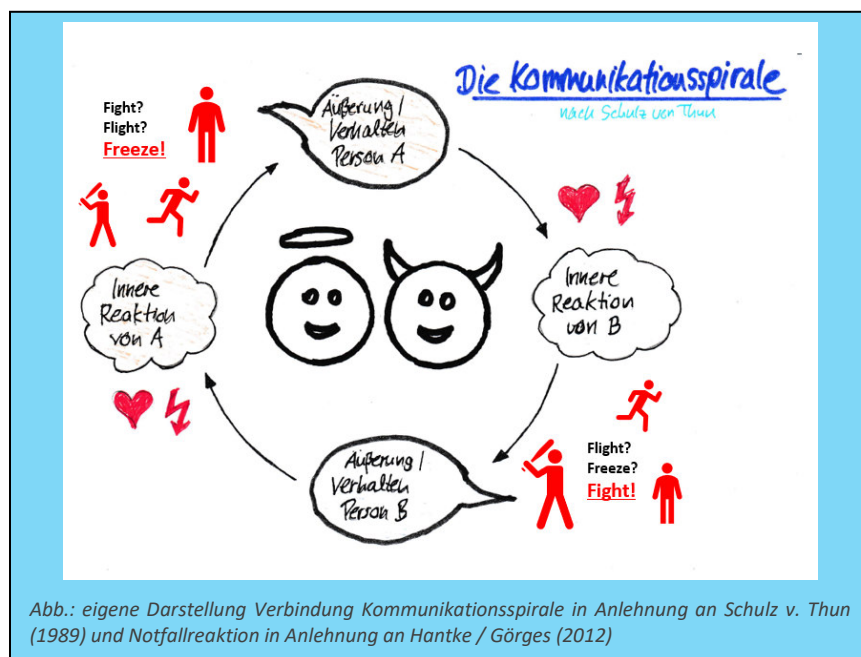 Die Kommunikationsspirale
nach Schulz von Thun
Fight?
Flight?
Freeze!
Äußerung /
Verhalten
Person A
Innere
Reaktion
von B
Flight?
Freeze?
Fight!
Äußerung /
Verhalten
Person B
Innere
Reaktion
von A
Abb.: eigene Darstellung Verbindung Kommunikationsspirale in Anlehnung an Schulz v. Thun
(1989) und Notfallreaktion in Anlehnung an Hantke / Görges (2012)